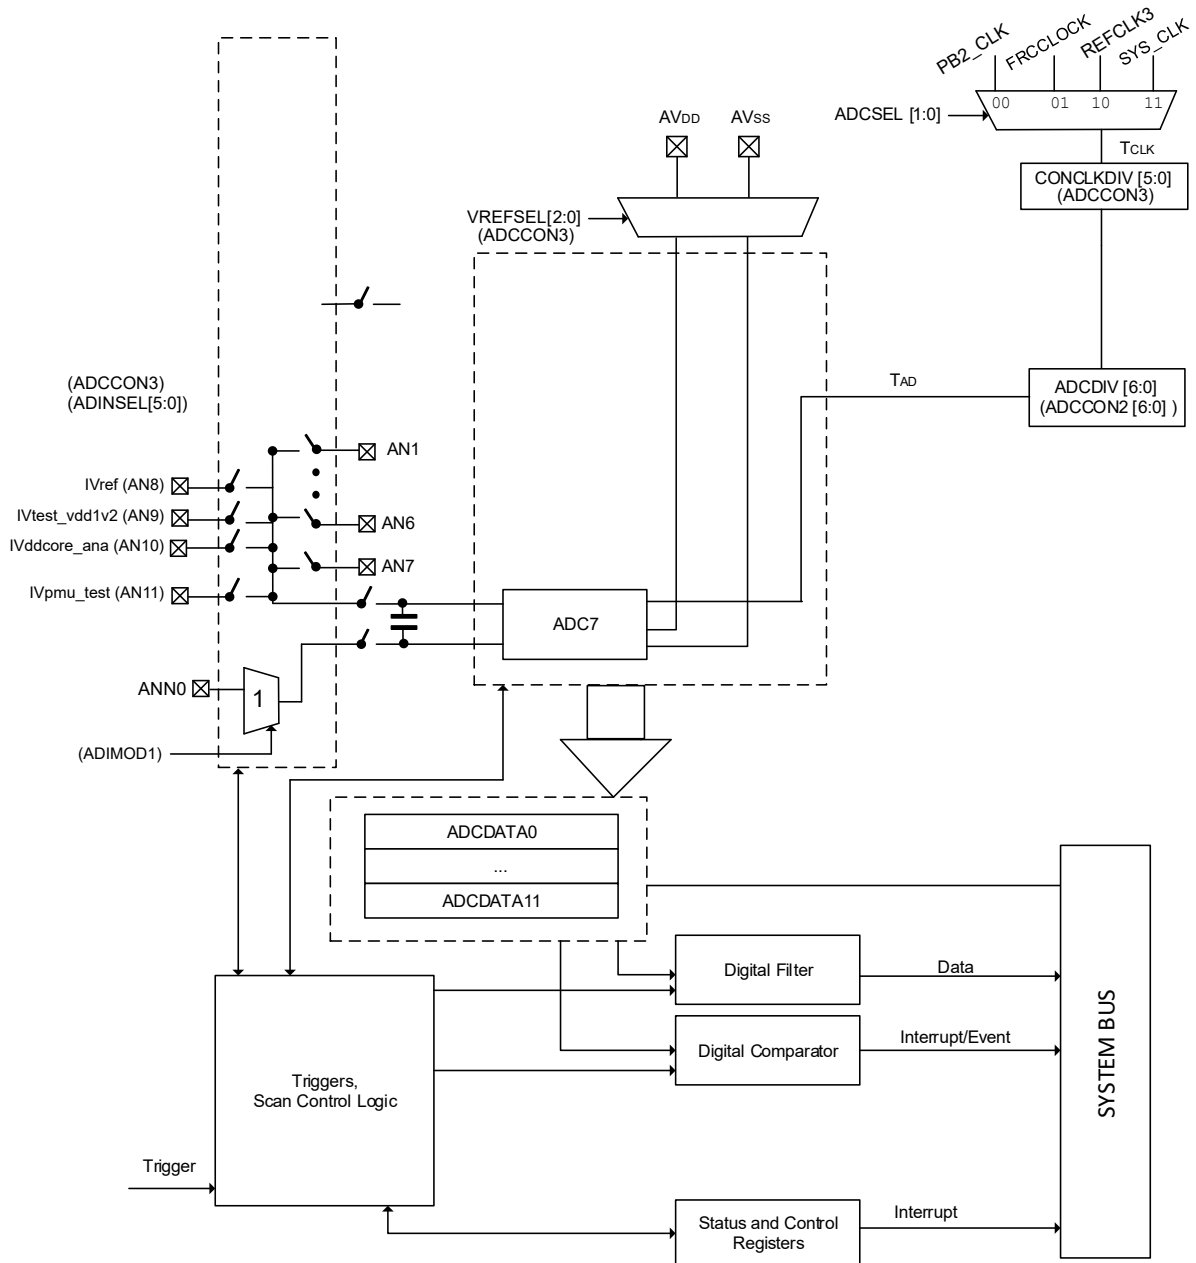 PB2_CLK
FRCCLOCK
REFCLK3
SYS_CLK
00 01 10 11
ADCSEL [1:0]
AVDD AVSS
TCLK
CONCLKDIV [5:0]
(ADCCON3)
VREFSEL[2:0]
(ADCCON3)
(ADCCON3)
(ADINSEL[5:0])
TAD
ADCDIV [6:0]
(ADCCON2 [6:0] )
AN1
IVref (AN8)
IVtest_vdd1v2 (AN9)
AN6
IVddcore_ana (AN10)
AN7
IVpmu_test (AN11)
ADC7
ANN0
1
(ADIMOD1)
ADCDATA0
...
ADCDATA11
Digital Filter
Data
Digital Comparator
Interrupt/Event
SYSTEM BUS
Triggers,
Scan Control Logic
Trigger
Status and Control
Registers
Interrupt